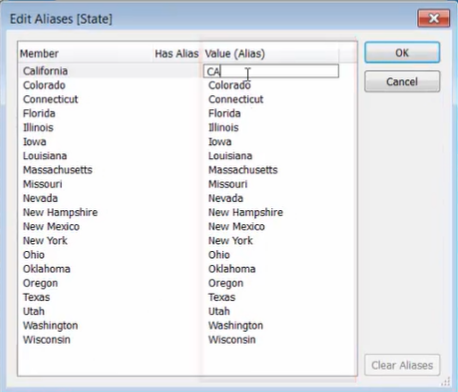 Edit Aliases [State]
Member Has Alias Value (Alias) OK
California CA
Colorado Colorado Cancel
Connecticut Connecticut
Florida Florida
Illinois Illinois
Iowa Iowa
Louisiana Louisiana
Massachusetts Massachusetts
Missouri Missouri
Nevada Nevada
New Hampshire New Hampshire
New Mexico New Mexico
New York New York
Ohio Ohio
Oklahoma Oklahoma
Oregon Oregon
Texas Texas
Utah Utah
Washington Washington
Wisconsin Wisconsin
Clear Aliases